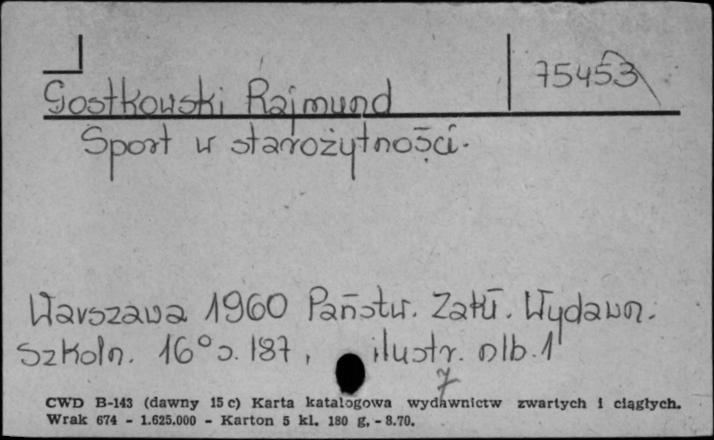 75453
Gostkowski Rajmund
Sport w starożytności.
Warszawa 1960 Państw. Zakł. Wydawn.
Szkoln. 16° s. 187, ilustr. nlb. 1
7
CWD B-143 (dawny 15 c) Karta katalogowa wydawnictw zwartych i ciągłych.
Wrak 674 - 1.625.000 - Karton 5 kl. 180 g. - 8.70.